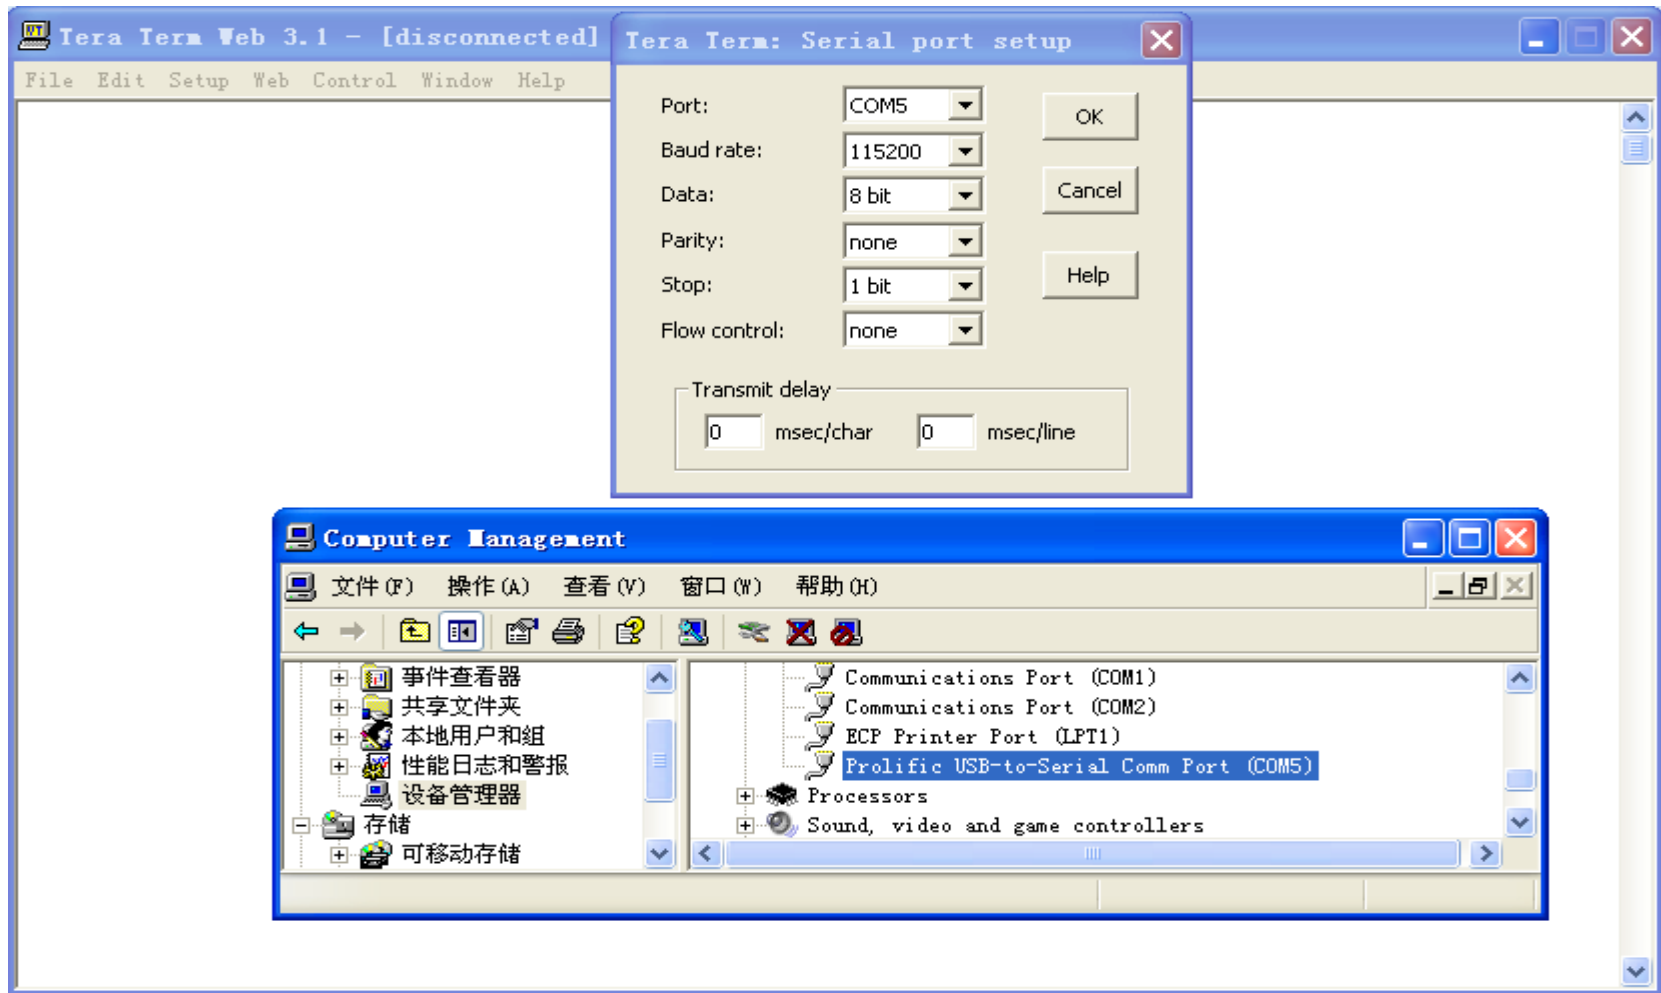 Tera Term Web 3.1 - [disconnected]
File Edit Setup Web Control Window Help
Tera Term: Serial port setup
Port: COM5 OK
Baud rate: 115200
Data: 8 bit Cancel
Parity: none
Stop: 1 bit Help
Flow control: none
Transmit delay
0 msec/char 0 msec/line
Computer Management
文件(F) 操作(A) 查看(V) 窗口(W) 帮助(H)
事件查看器
共享文件夹
本地用户和组
性能日志和警报
设备管理器
存储
可移动存储
Communications Port (COM1)
Communications Port (COM2)
ECP Printer Port (LPT1)
Prolific USB-to-Serial Comm Port (COM5)
Processors
Sound, video and game controllers